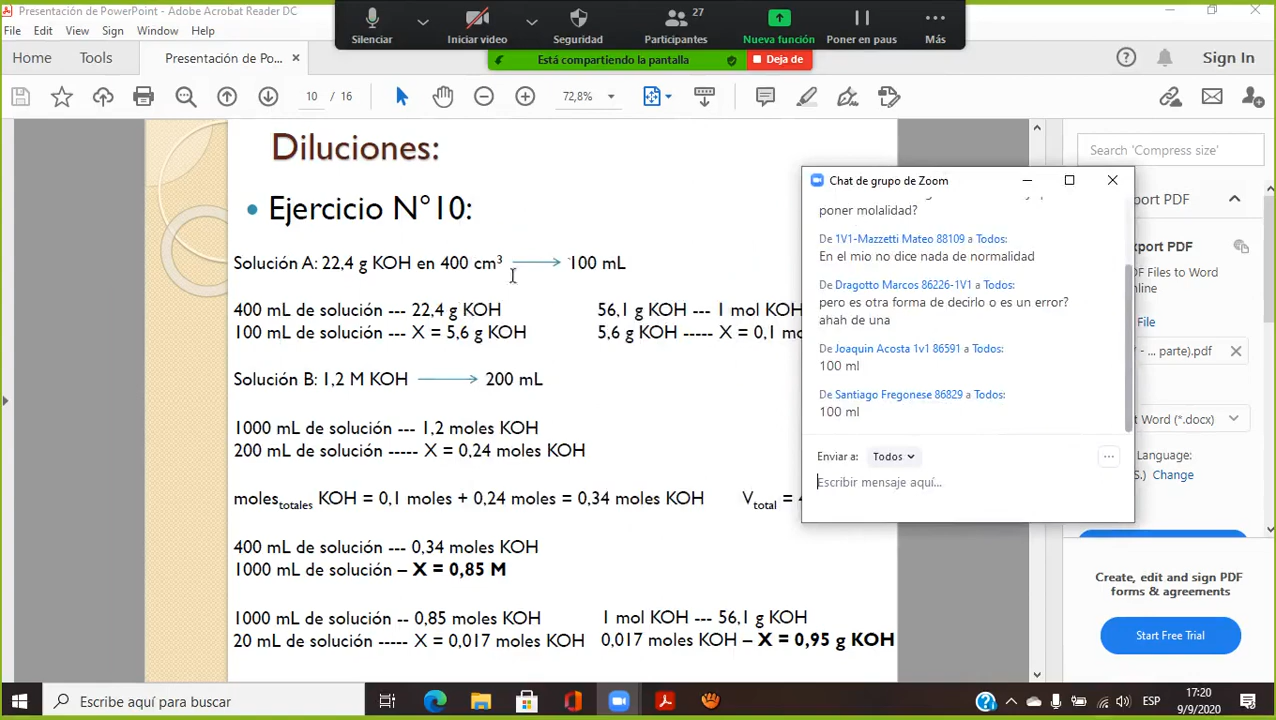 Presentación de PowerPoint - Adobe Acrobat Reader DC
File Edit View Sign Window Help
Silenciar
Iniciar video
Seguridad
27
Participantes
Nueva función
Poner en paus
Más
Está compartiendo la pantalla
Deja de
Home
Tools
Presentación de Po...
Sign In
10 / 16
72,8%
Diluciones:
Ejercicio N°10:
Solución A: 22,4 g KOH en 400 cm³ → 100 mL
400 mL de solución --- 22,4 g KOH 56,1 g KOH --- 1 mol KOH
100 mL de solución --- X = 5,6 g KOH 5,6 g KOH ----- X = 0,1 mo
Solución B: 1,2 M KOH → 200 mL
1000 mL de solución --- 1,2 moles KOH
200 mL de solución ----- X = 0,24 moles KOH
moles totales KOH = 0,1 moles + 0,24 moles = 0,34 moles KOH V total =
400 mL de solución --- 0,34 moles KOH
1000 mL de solución – X = 0,85 M
1000 mL de solución -- 0,85 moles KOH 1 mol KOH --- 56,1 g KOH
20 mL de solución ----- X = 0,017 moles KOH 0,017 moles KOH – X = 0,95 g KOH
Chat de grupo de Zoom
poner molalidad?
De 1V1-Mazzetti Mateo 88109 a Todos:
En el mio no dice nada de normalidad
De Dragotto Marcos 86226-1V1 a Todos:
pero es otra forma de decirlo o es un error?
ahah de una
De Joaquin Acosta 1v1 86591 a Todos:
100 ml
De Santiago Fregonese 86829 a Todos:
100 ml
Enviar a: Todos
Escribir mensaje aquí...
Search 'Compress size'
port PDF
xport PDF
t PDF Files to Word
nline
File
° - ... parte).pdf
t Word (*.docx)
Language:
S.) Change
Create, edit and sign PDF
forms & agreements
Start Free Trial
Escribe aquí para buscar
ESP
17:20
9/9/2020